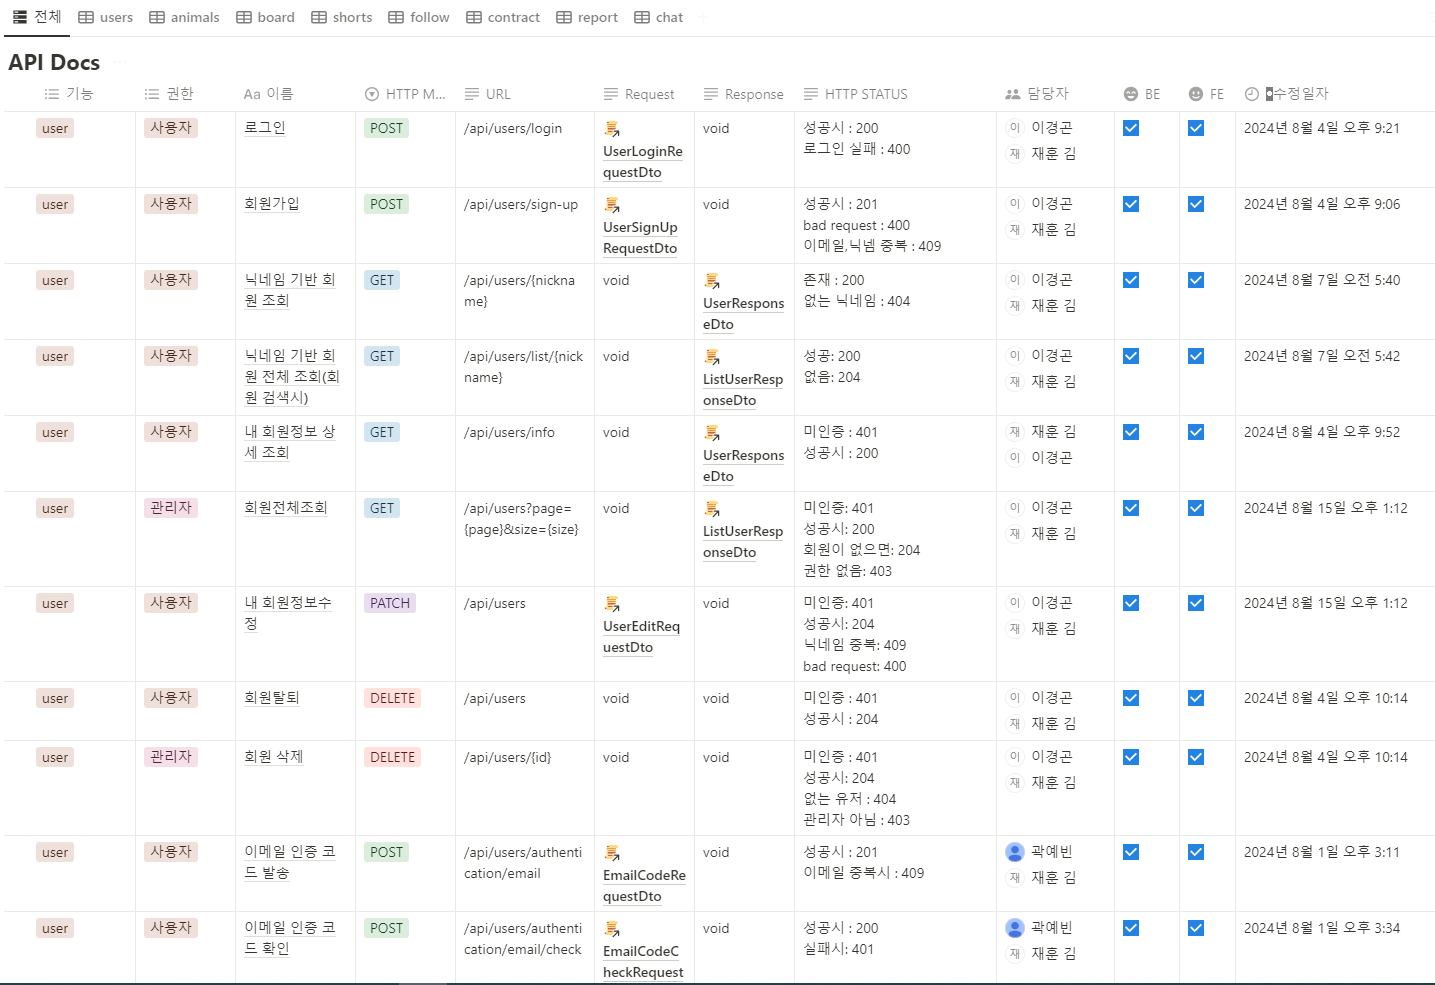 전체 users animals board shorts follow contract report chat
API Docs
기능 권한 Aa 이름 HTTP M... URL Request Response HTTP STATUS 담당자 BE FE 수정일자
user 사용자 로그인 POST /api/users/login UserLoginRe void 성공시 : 200 이 이경곤 2024년 8월 4일 오후 9:21
questDto 로그인 실패 : 400 재 재훈 김
user 사용자 회원가입 POST /api/users/sign-up UserSignUp void 성공시 : 201 이 이경곤 2024년 8월 4일 오후 9:06
RequestDto bad request : 400 재 재훈 김
이메일,닉넴 중복 : 409
user 사용자 닉네임 기반 회 GET /api/users/{nickna void UserRespons 존재 : 200 이 이경곤 2024년 8월 7일 오전 5:40
원 조회 me} eDto 없는 닉네임 : 404 재 재훈 김
user 사용자 닉네임 기반 회 GET /api/users/list/{nick void ListUserResp 성공: 200 이 이경곤 2024년 8월 7일 오전 5:42
원 전체 조회(회 name} onseDto 없음: 204 재 재훈 김
원 검색시)
user 사용자 내 회원정보 상 GET /api/users/info void UserRespons 미인증 : 401 재 재훈 김 2024년 8월 4일 오후 9:52
세 조회 eDto 성공시 : 200 이 이경곤
user 관리자 회원전체조회 GET /api/users?page= void ListUserResp 미인증: 401 이 이경곤 2024년 8월 15일 오후 1:12
{page}&size={size} onseDto 성공시: 200 재 재훈 김
회원이 없으면: 204
권한 없음: 403
user 사용자 내 회원정보수 PATCH /api/users UserEditReq void 미인증: 401 이 이경곤 2024년 8월 15일 오후 1:12
정 uestDto 성공시: 204 재 재훈 김
닉네임 중복: 409
bad request: 400
user 사용자 회원탈퇴 DELETE /api/users void void 미인증 : 401 이 이경곤 2024년 8월 4일 오후 10:14
성공시 : 204 재 재훈 김
user 관리자 회원 삭제 DELETE /api/users/{id} void void 미인증 : 401 이 이경곤 2024년 8월 4일 오후 10:14
성공시: 204 재 재훈 김
없는 유저 : 404
관리자 아님 : 403
user 사용자 이메일 인증 코 POST /api/users/authenti EmailCodeRe void 성공시 : 201 곽예빈 2024년 8월 1일 오후 3:11
드 발송 cation/email questDto 이메일 중복시 : 409 재 재훈 김
user 사용자 이메일 인증 코 POST /api/users/authenti EmailCodeC void 성공시 : 200 곽예빈 2024년 8월 1일 오후 3:34
드 확인 cation/email/check heckRequest 실패시: 401 재 재훈 김